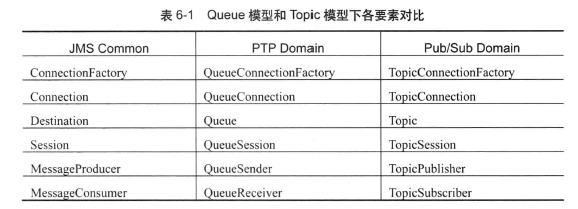 表 6-1 Queue 模型和 Topic 模型下各要素对比
JMS Common PTP Domain Pub/Sub Domain
ConnectionFactory QueueConnectionFactory TopicConnectionFactory
Connection QueueConnection TopicConnection
Destination Queue Topic
Session QueueSession TopicSession
MessageProducer QueueSender TopicPublisher
MessageConsumer QueueReceiver TopicSubscriber